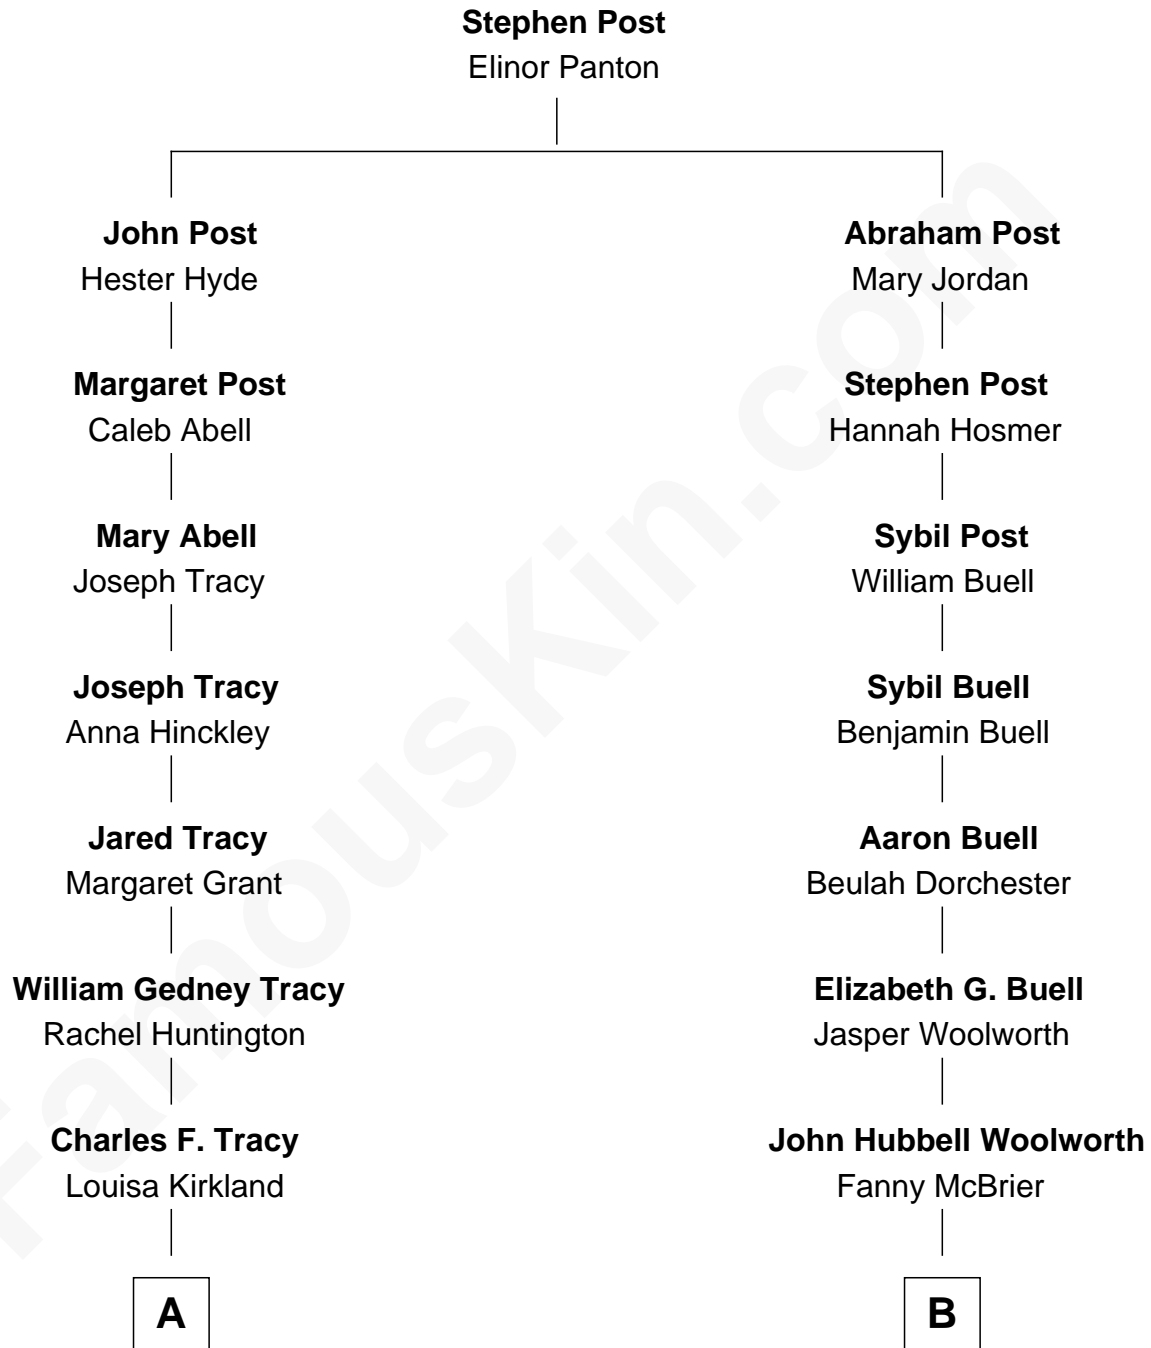 Stephen Post
Elinor Panton
John Post
Hester Hyde
Abraham Post
Mary Jordan
Margaret Post
Caleb Abell
Stephen Post
Hannah Hosmer
Mary Abell
Joseph Tracy
Sybil Post
William Buell
Joseph Tracy
Anna Hinckley
Sybil Buell
Benjamin Buell
Jared Tracy
Margaret Grant
Aaron Buell
Beulah Dorchester
William Gedney Tracy
Rachel Huntington
Elizabeth G. Buell
Jasper Woolworth
Charles F. Tracy
Louisa Kirkland
John Hubbell Woolworth
Fanny McBrier
A
B
FamousKin.com